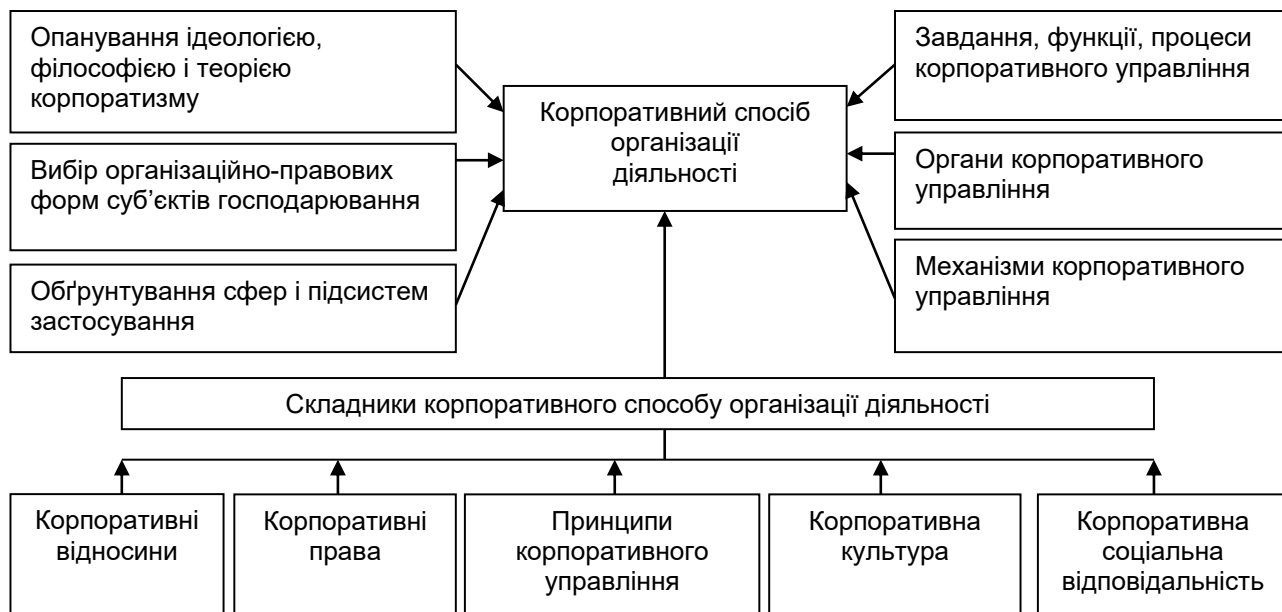 Опанування ідеологією,
філософією і теорією
корпоратизму
Вибір організаційно-правових
форм суб’єктів господарювання
Обґрунтування сфер і підсистем
застосування
Корпоративний спосіб
організації
діяльності
Завдання, функції, процеси
корпоративного управління
Органи корпоративного
управління
Механізми корпоративного
управління
Складники корпоративного способу організації діяльності
Корпоративні
відносини
Корпоративні
права
Принципи
корпоративного
управління
Корпоративна
культура
Корпоративна
соціальна
відповідальність